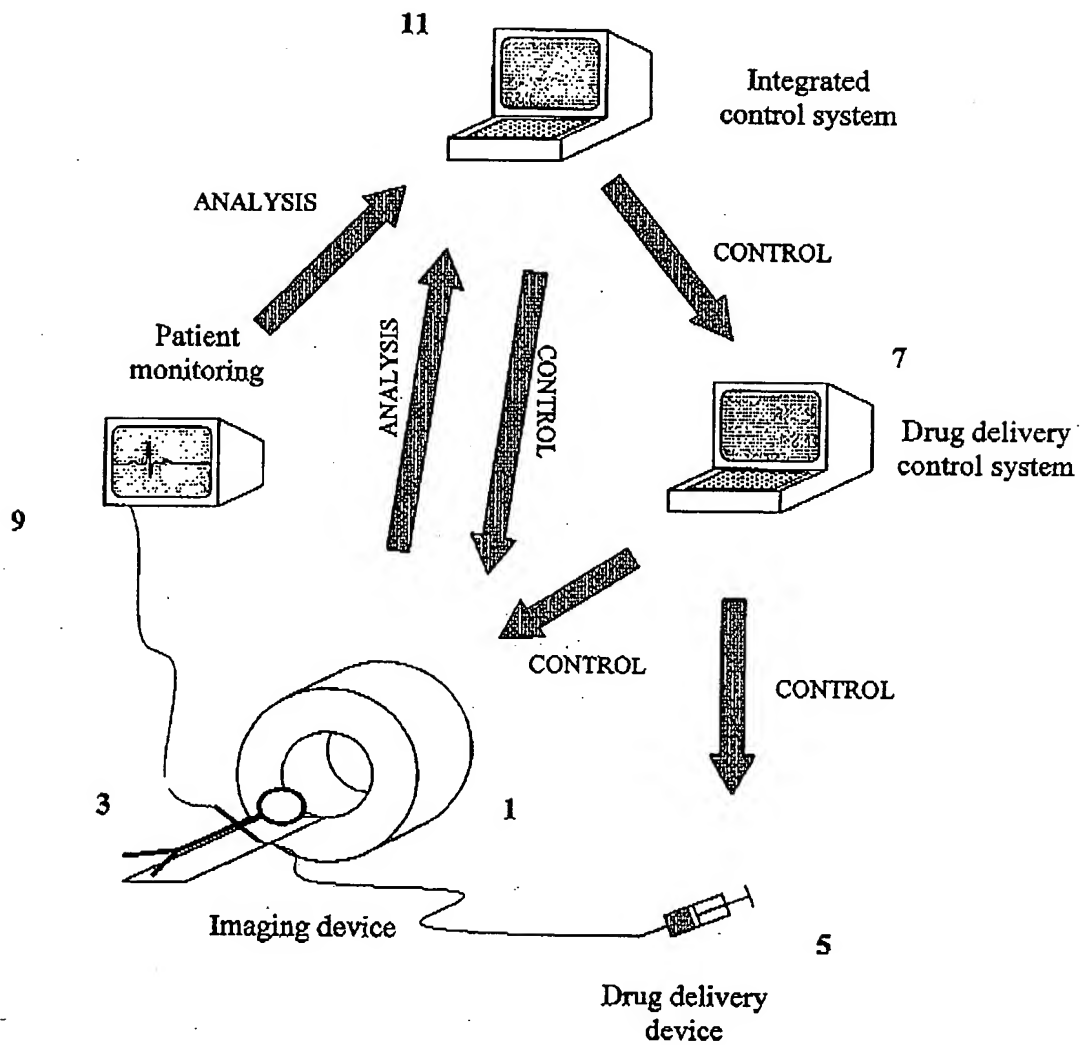 11
Integrated
control system
ANALYSIS
CONTROL
Patient
monitoring
ANALYSIS
CONTROL
7
Drug delivery
control system
9
CONTROL
CONTROL
3
1
Imaging device
5
Drug delivery
device